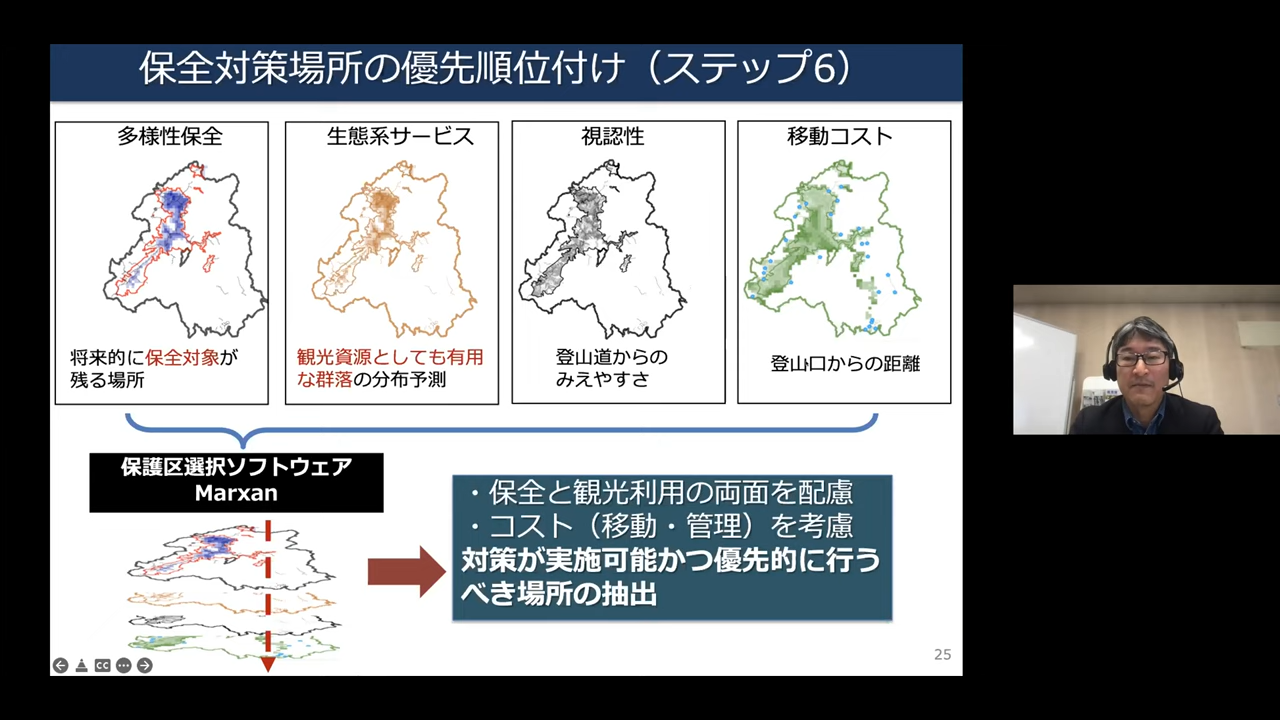 保全対策場所の優先順位付け（ステップ6）
多様性保全
将来的に保全対象が
残る場所
生態系サービス
観光資源としても有用
な群落の分布予測
視認性
登山道からの
みえやすさ
移動コスト
登山口からの距離
保護区選択ソフトウェア
Marxan
・保全と観光利用の両面を配慮
・コスト（移動・管理）を考慮
対策が実施可能かつ優先的に行う
べき場所の抽出
CC
25